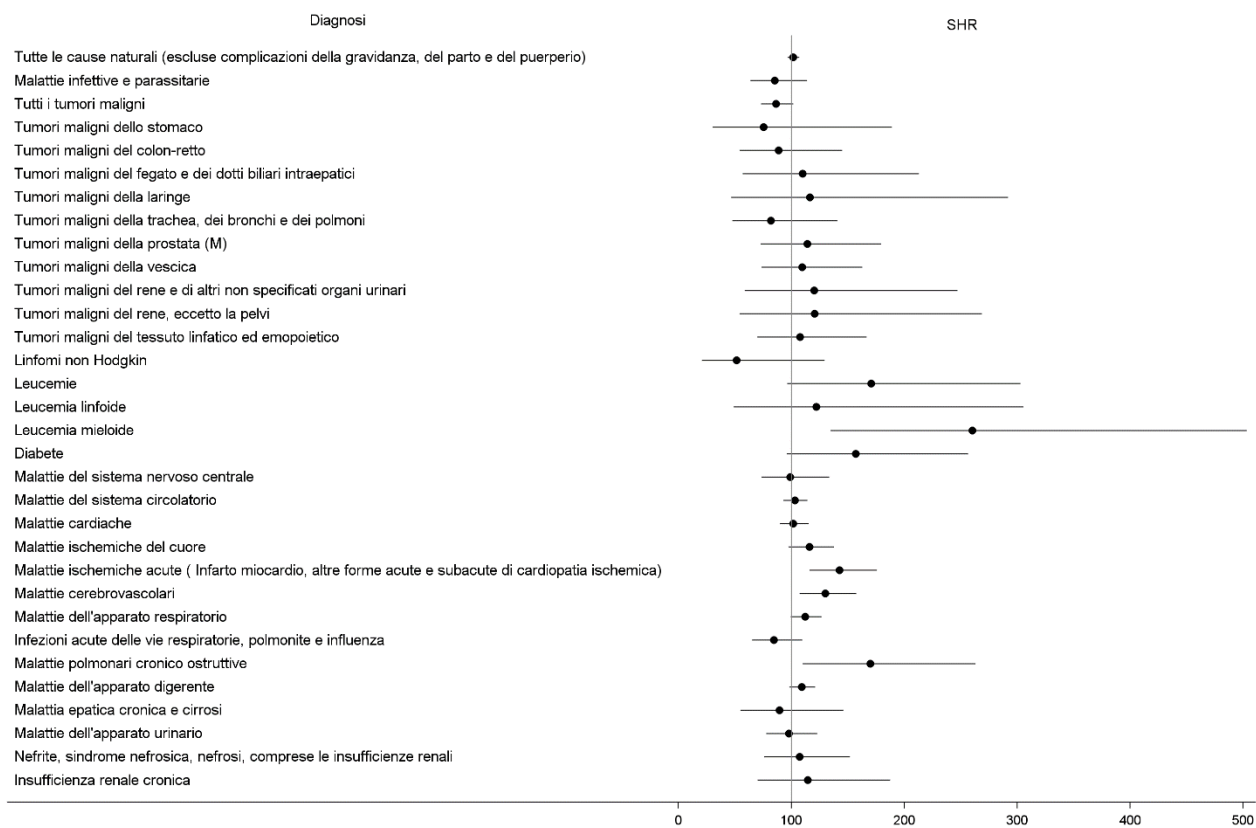 Diagnosi
SHR
Tutte le cause naturali (escluse complicazioni della gravidanza, del parto e del puerperio)
Malattie infettive e parassitarie
Tutti i tumori maligni
Tumori maligni dello stomaco
Tumori maligni del colon-retto
Tumori maligni del fegato e dei dotti biliari intraepatici
Tumori maligni della laringe
Tumori maligni della trachea, dei bronchi e dei polmoni
Tumori maligni della prostata (M)
Tumori maligni della vescica
Tumori maligni del rene e di altri non specificati organi urinari
Tumori maligni del rene, eccetto la pelvi
Tumori maligni del tessuto linfatico ed emopoietico
Linfomi non Hodgkin
Leucemie
Leucemia linfoide
Leucemia mieloide
Diabete
Malattie del sistema nervoso centrale
Malattie del sistema circolatorio
Malattie cardiache
Malattie ischemiche del cuore
Malattie ischemiche acute ( Infarto miocardio, altre forme acute e subacute di cardiopatia ischemica)
Malattie cerebrovascolari
Malattie dell'apparato respiratorio
Infezioni acute delle vie respiratorie, polmonite e influenza
Malattie polmonari cronico ostruttive
Malattie dell'apparato digerente
Malattia epatica cronica e cirrosi
Malattie dell'apparato urinario
Nefrite, sindrome nefrosica, nefrosi, comprese le insufficienze renali
Insufficienza renale cronica
0 100 200 300 400 500